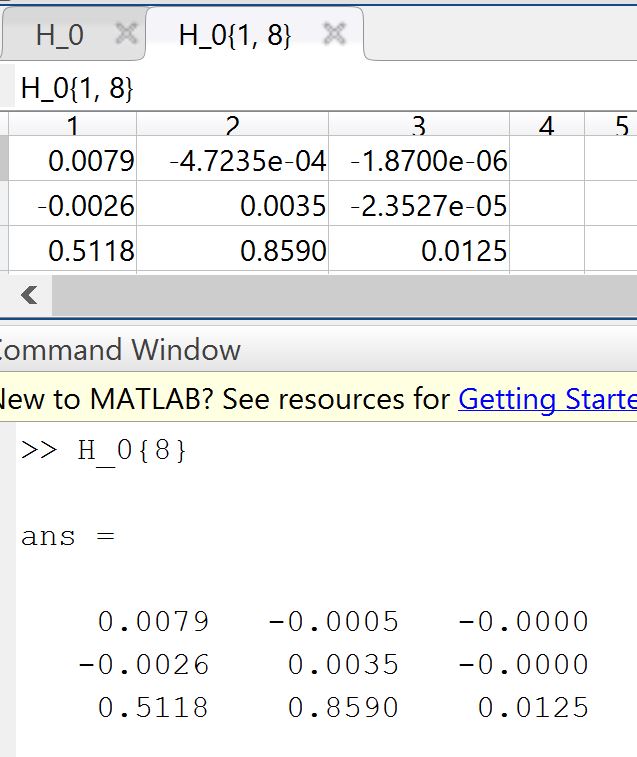 H_0 H_0{1, 8}
H_0{1, 8}
1 2 3 4 5
0.0079 -4.7235e-04 -1.8700e-06
-0.0026 0.0035 -2.3527e-05
0.5118 0.8590 0.0125
Command Window
New to MATLAB? See resources for Getting Starte
>> H_0{8}
ans =
0.0079 -0.0005 -0.0000
-0.0026 0.0035 -0.0000
0.5118 0.8590 0.0125